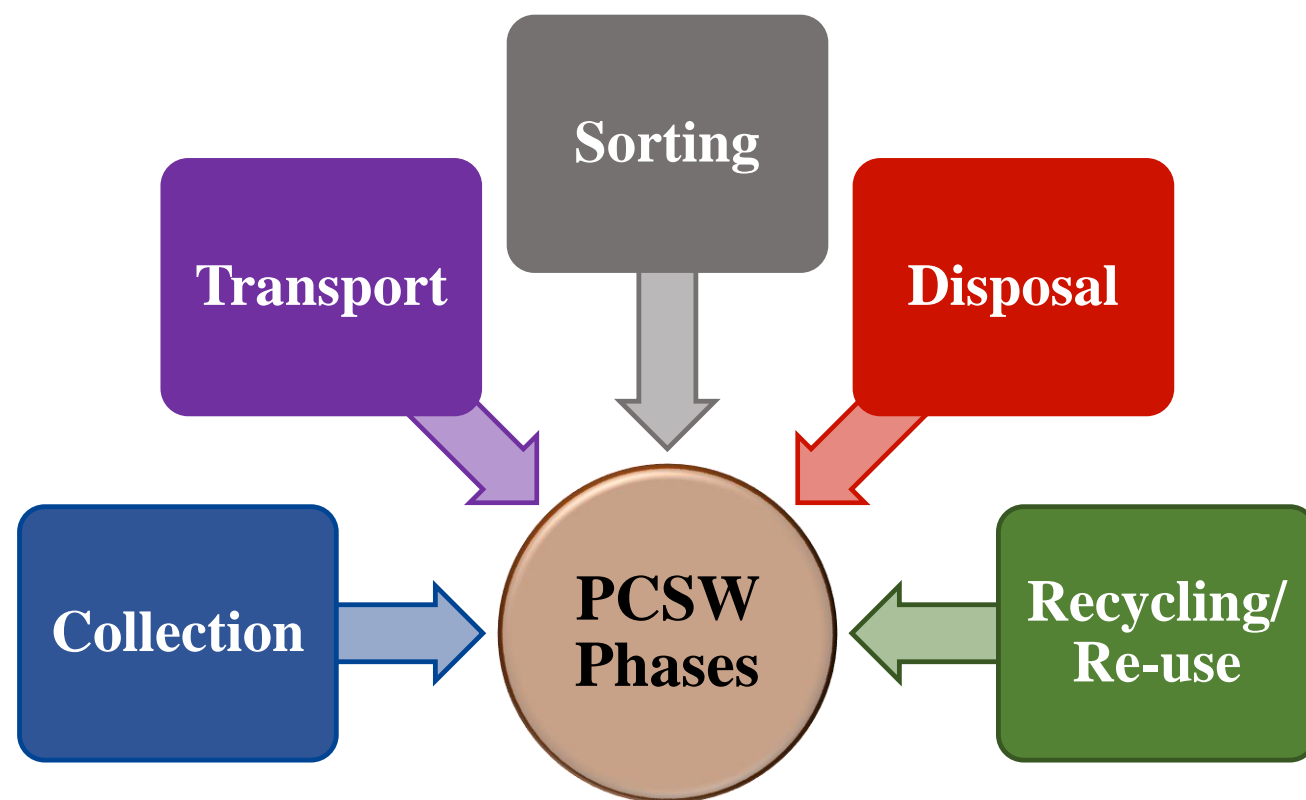 Sorting
Transport
Disposal
Collection
PCSW
Phases
Recycling/
Re-use